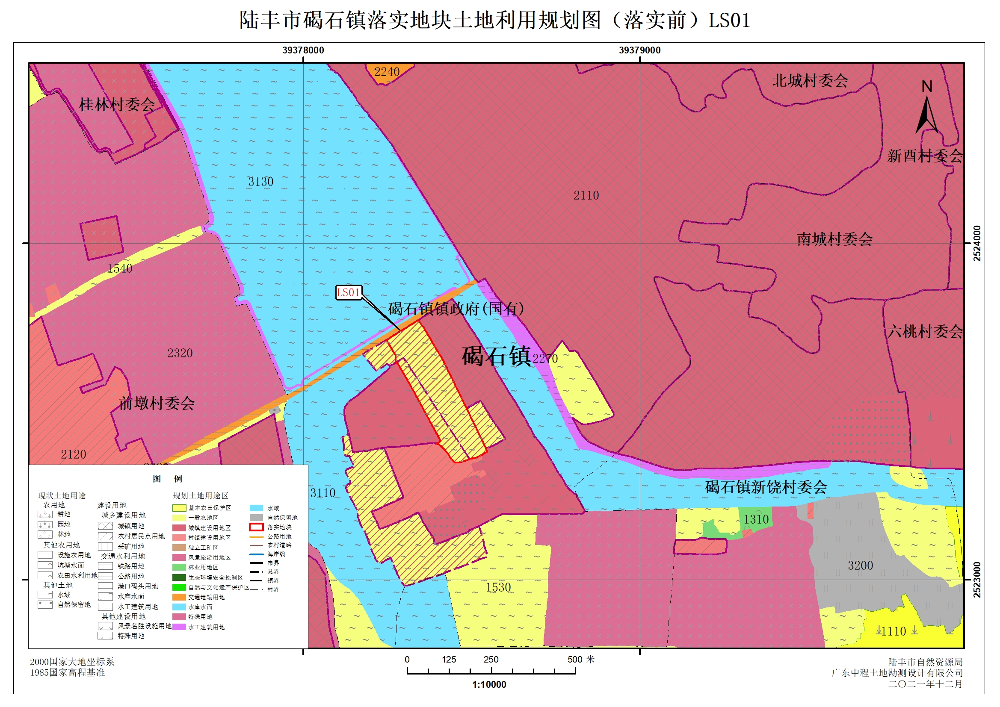 陆丰市碣石镇落实地块土地利用规划图（落实前）LS01
39378000
39379000
2240
北城村委会
N
桂林村委会
新酉村委会
3130
2110
南城村委会
2524000
1540
LS01
碣石镇镇政府(国有)
六桃村委会
2320
碣石镇
2270
前墩村委会
2120
3110
碣石镇新饶村委会
1310
3200
2523000
1530
1110
图 例
现状土地用途
农用地
耕地
园地
林地
其他农用地
设施农用地
坑塘水面
农田水利用地
其他土地
水域
自然保留地
建设用地
城乡建设用地
城镇用地
农村居民点用地
采矿用地
交通水利用地
铁路用地
公路用地
港口码头用地
水库水面
水工建筑用地
其他建设用地
风景名胜设施用地
特殊用地
规划土地用途区
基本农田保护区
一般农地区
城镇建设用地区
村镇建设用地区
独立工矿区
风景旅游用地区
林业用地区
生态环境安全控制区
自然与文化遗产保护区
交通运输用地
水库水面
特殊用地
水工建筑用地
水域
自然保留地
落实地块
公路用地
农村道路
海岸线
市界
县界
镇界
村界
2000国家大地坐标系
1985国家高程基准
0 125 250 500 米
1:10000
陆丰市自然资源局
广东中程土地勘测设计有限公司
二〇二一年十二月